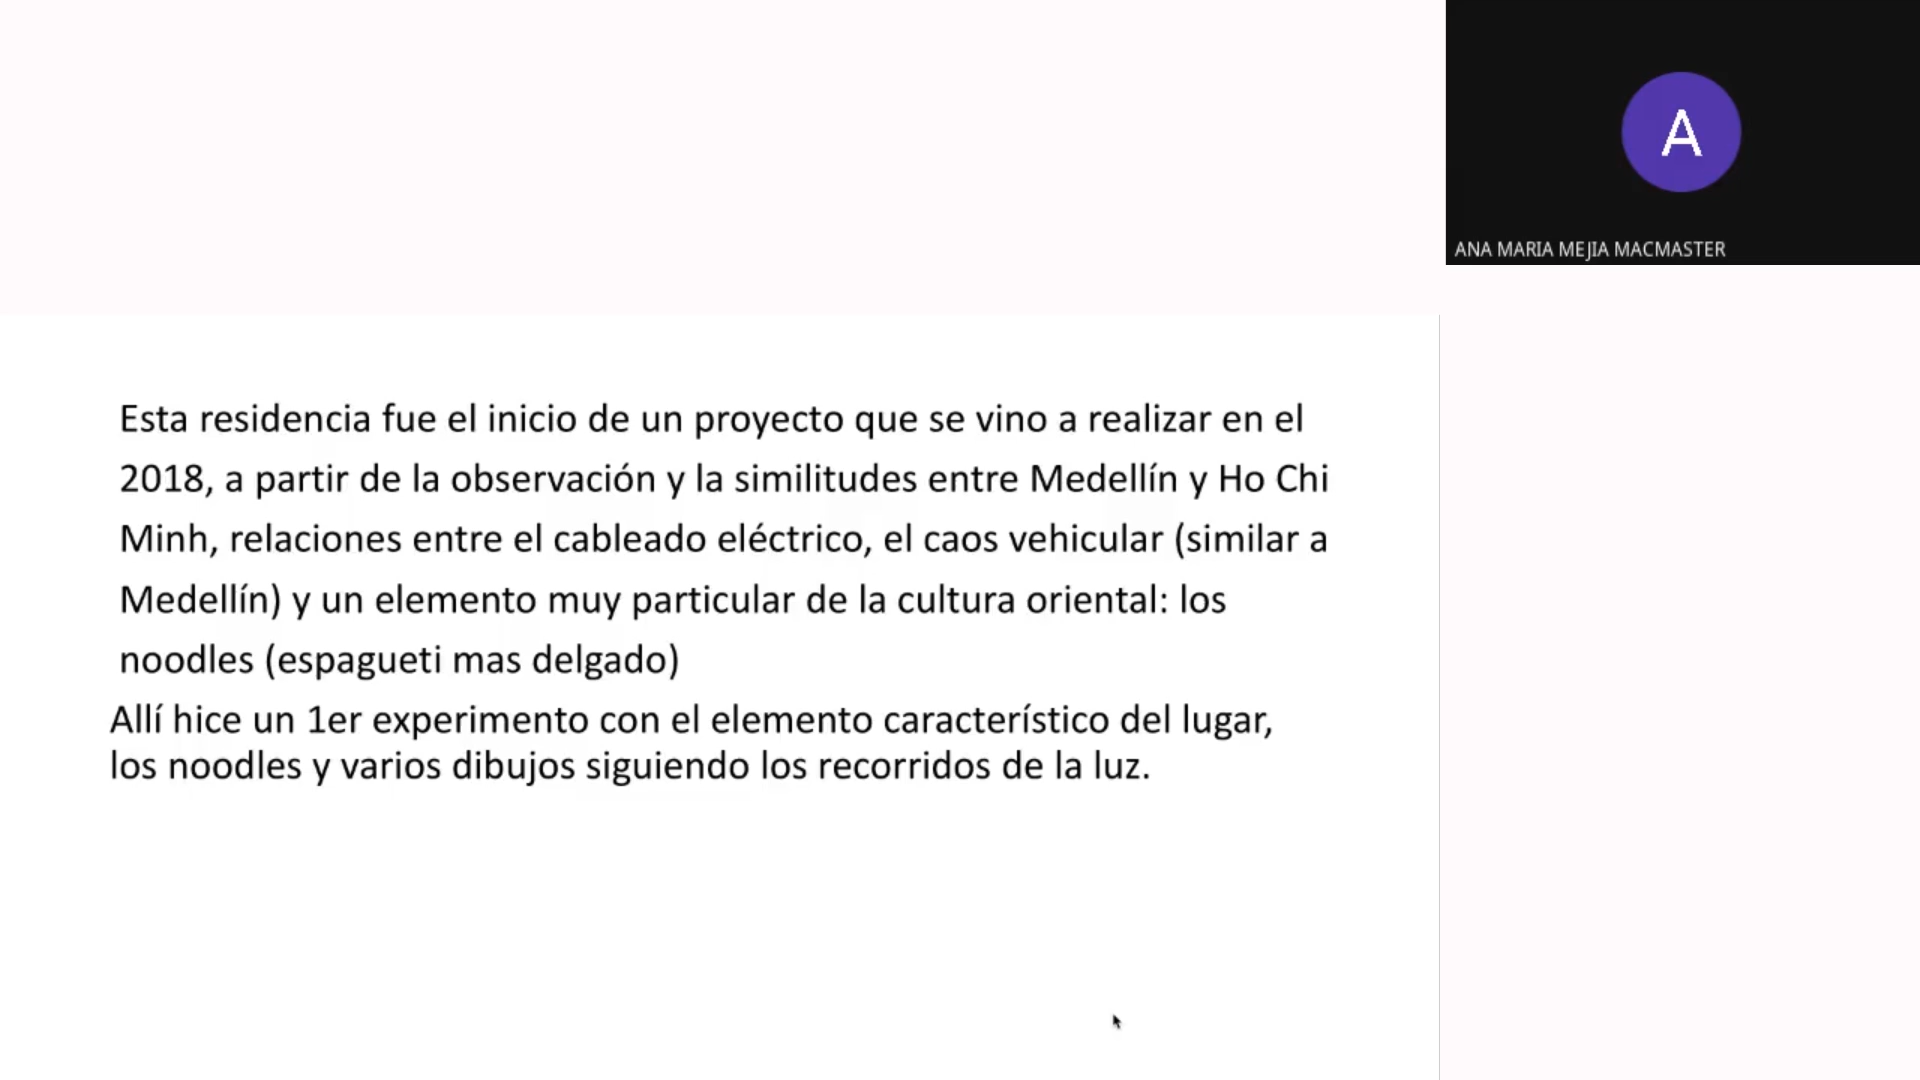 A
ANA MARIA MEJIA MACMASTER
Esta residencia fue el inicio de un proyecto que se vino a realizar en el
2018, a partir de la observación y la similitudes entre Medellín y Ho Chi
Minh, relaciones entre el cableado eléctrico, el caos vehicular (similar a
Medellín) y un elemento muy particular de la cultura oriental: los
noodles (espagueti mas delgado)
Allí hice un 1er experimento con el elemento característico del lugar,
los noodles y varios dibujos siguiendo los recorridos de la luz.